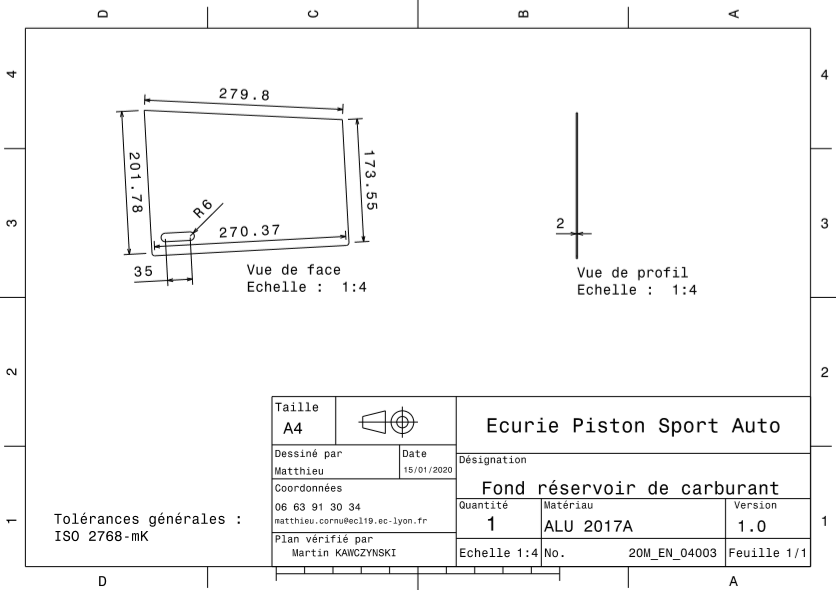 D C B A
4 4
279.8
201.78
173.55
R6
2
3 3
270.37
35
Vue de face
Echelle : 1:4
Vue de profil
Echelle : 1:4
2 2
Taille
A4
Ecurie Piston Sport Auto
Dessiné par
Matthieu
Date
15/01/2020
Désignation
Fond réservoir de carburant
Coordonnées
06 63 91 30 34
matthieu.cornu@ecl19.ec-lyon.fr
Quantité
1
Matériau
ALU 2017A
Version
1.0
Plan vérifié par
Martin KAWCZYNSKI
Echelle 1:4
No. 20M_EN_04003
Feuille 1/1
1 1
Tolérances générales :
ISO 2768-mK
D A